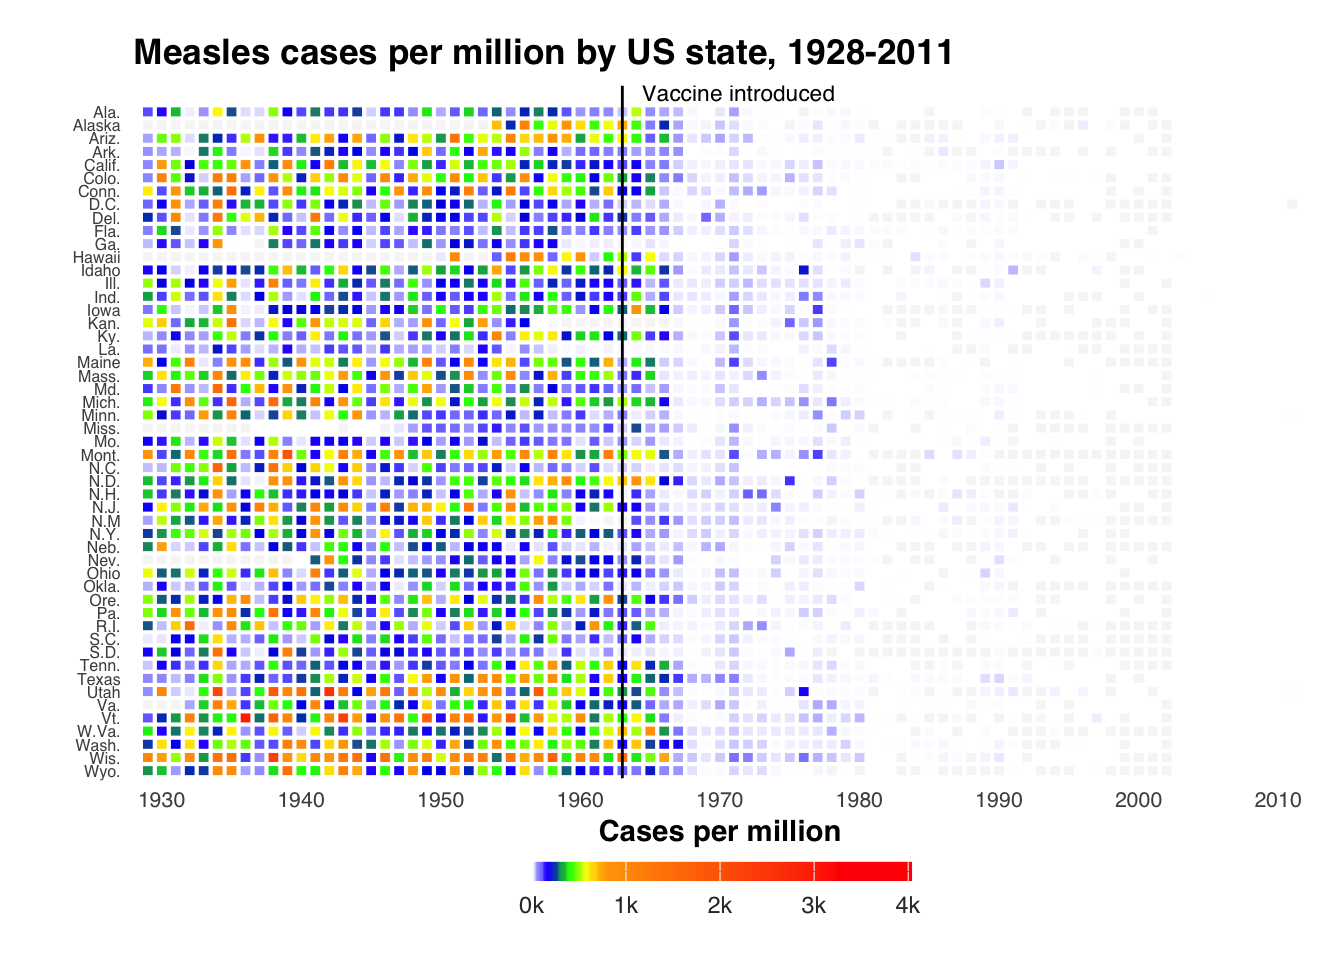 Measles cases per million by US state, 1928-2011
Vaccine introduced
Ala.
Alaska
Ariz.
Ark.
Calif.
Colo.
Conn.
D.C.
Del.
Fla.
Ga.
Hawaii
Idaho
Ill.
Ind.
Iowa
Kan.
Ky.
La.
Maine
Mass.
Md.
Mich.
Minn.
Miss.
Mo.
Mont.
N.C.
N.D.
N.H.
N.J.
N.M
N.Y.
Neb.
Nev.
Ohio
Okla.
Ore.
Pa.
R.I.
S.C.
S.D.
Tenn.
Texas
Utah
Va.
Vt.
W.Va.
Wash.
Wis.
Wyo.
1930 1940 1950 1960 1970 1980 1990 2000 2010
Cases per million
0k 1k 2k 3k 4k